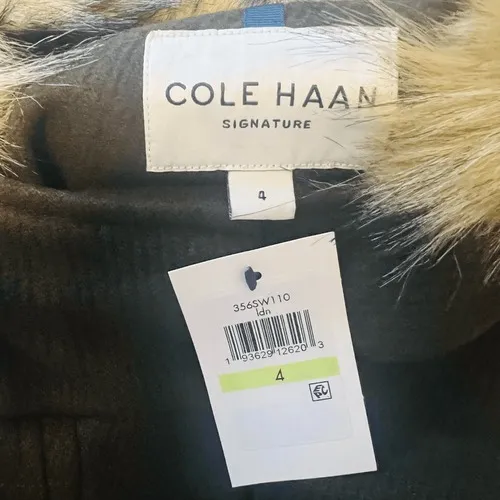 COLE HAAN
SIGNATURE
4
356SW110
ldn
1 93629 12620 3
4